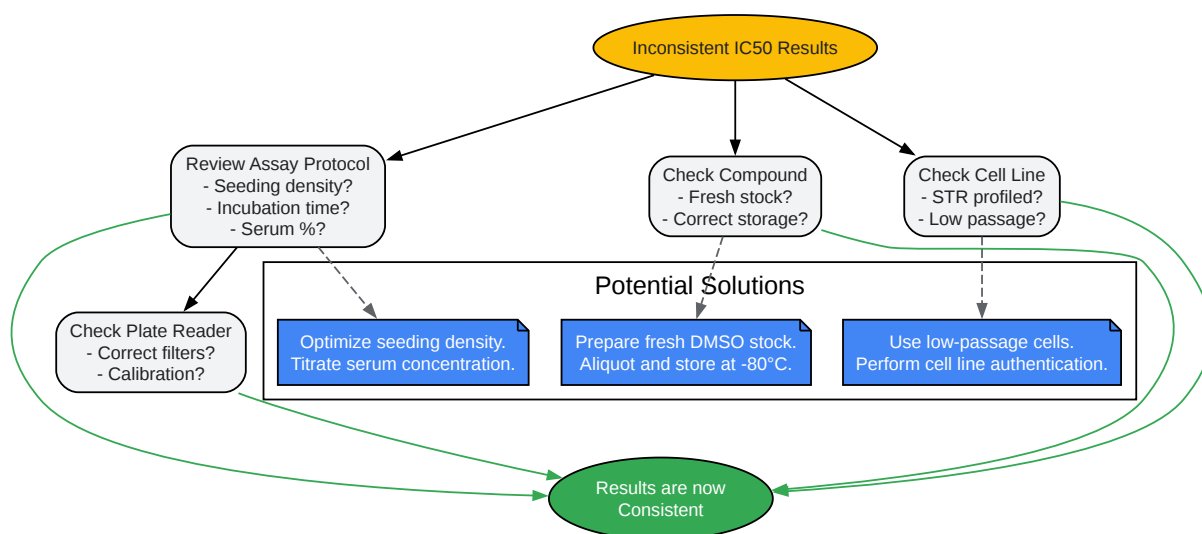 Inconsistent IC50 Results
Review Assay Protocol
- Seeding density?
- Incubation time?
- Serum %?
Check Compound
- Fresh stock?
- Correct storage?
Check Cell Line
- STR profiled?
- Low passage?
Potential Solutions
Check Plate Reader
- Correct filters?
- Calibration?
Optimize seeding density.
Titrate serum concentration.
Prepare fresh DMSO stock.
Aliquot and store at -80°C.
Use low-passage cells.
Perform cell line authentication.
Results are now
Consistent